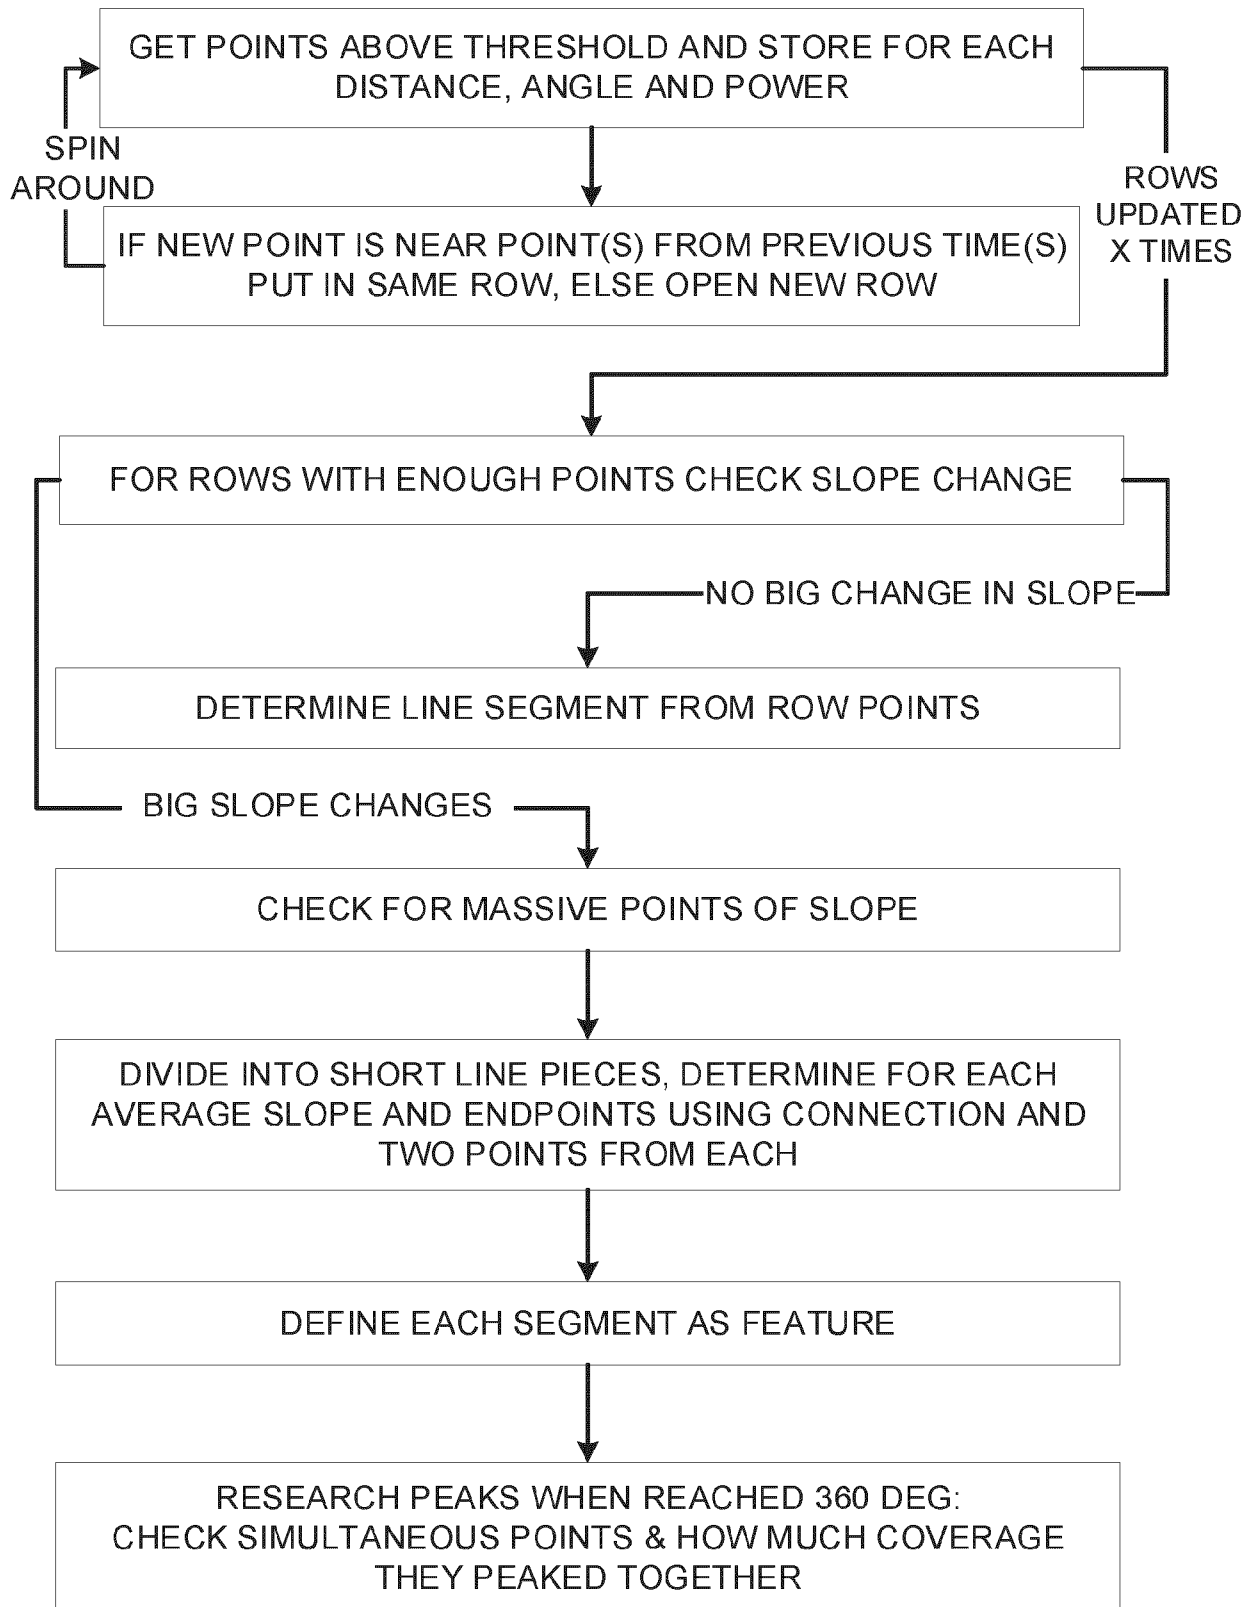 GET POINTS ABOVE THRESHOLD AND STORE FOR EACH
DISTANCE, ANGLE AND POWER
SPIN
AROUND
ROWS
UPDATED
X TIMES
IF NEW POINT IS NEAR POINT(S) FROM PREVIOUS TIME(S)
PUT IN SAME ROW, ELSE OPEN NEW ROW
FOR ROWS WITH ENOUGH POINTS CHECK SLOPE CHANGE
NO BIG CHANGE IN SLOPE
DETERMINE LINE SEGMENT FROM ROW POINTS
BIG SLOPE CHANGES
CHECK FOR MASSIVE POINTS OF SLOPE
DIVIDE INTO SHORT LINE PIECES, DETERMINE FOR EACH
AVERAGE SLOPE AND ENDPOINTS USING CONNECTION AND
TWO POINTS FROM EACH
DEFINE EACH SEGMENT AS FEATURE
RESEARCH PEAKS WHEN REACHED 360 DEG:
CHECK SIMULTANEOUS POINTS & HOW MUCH COVERAGE
THEY PEAKED TOGETHER